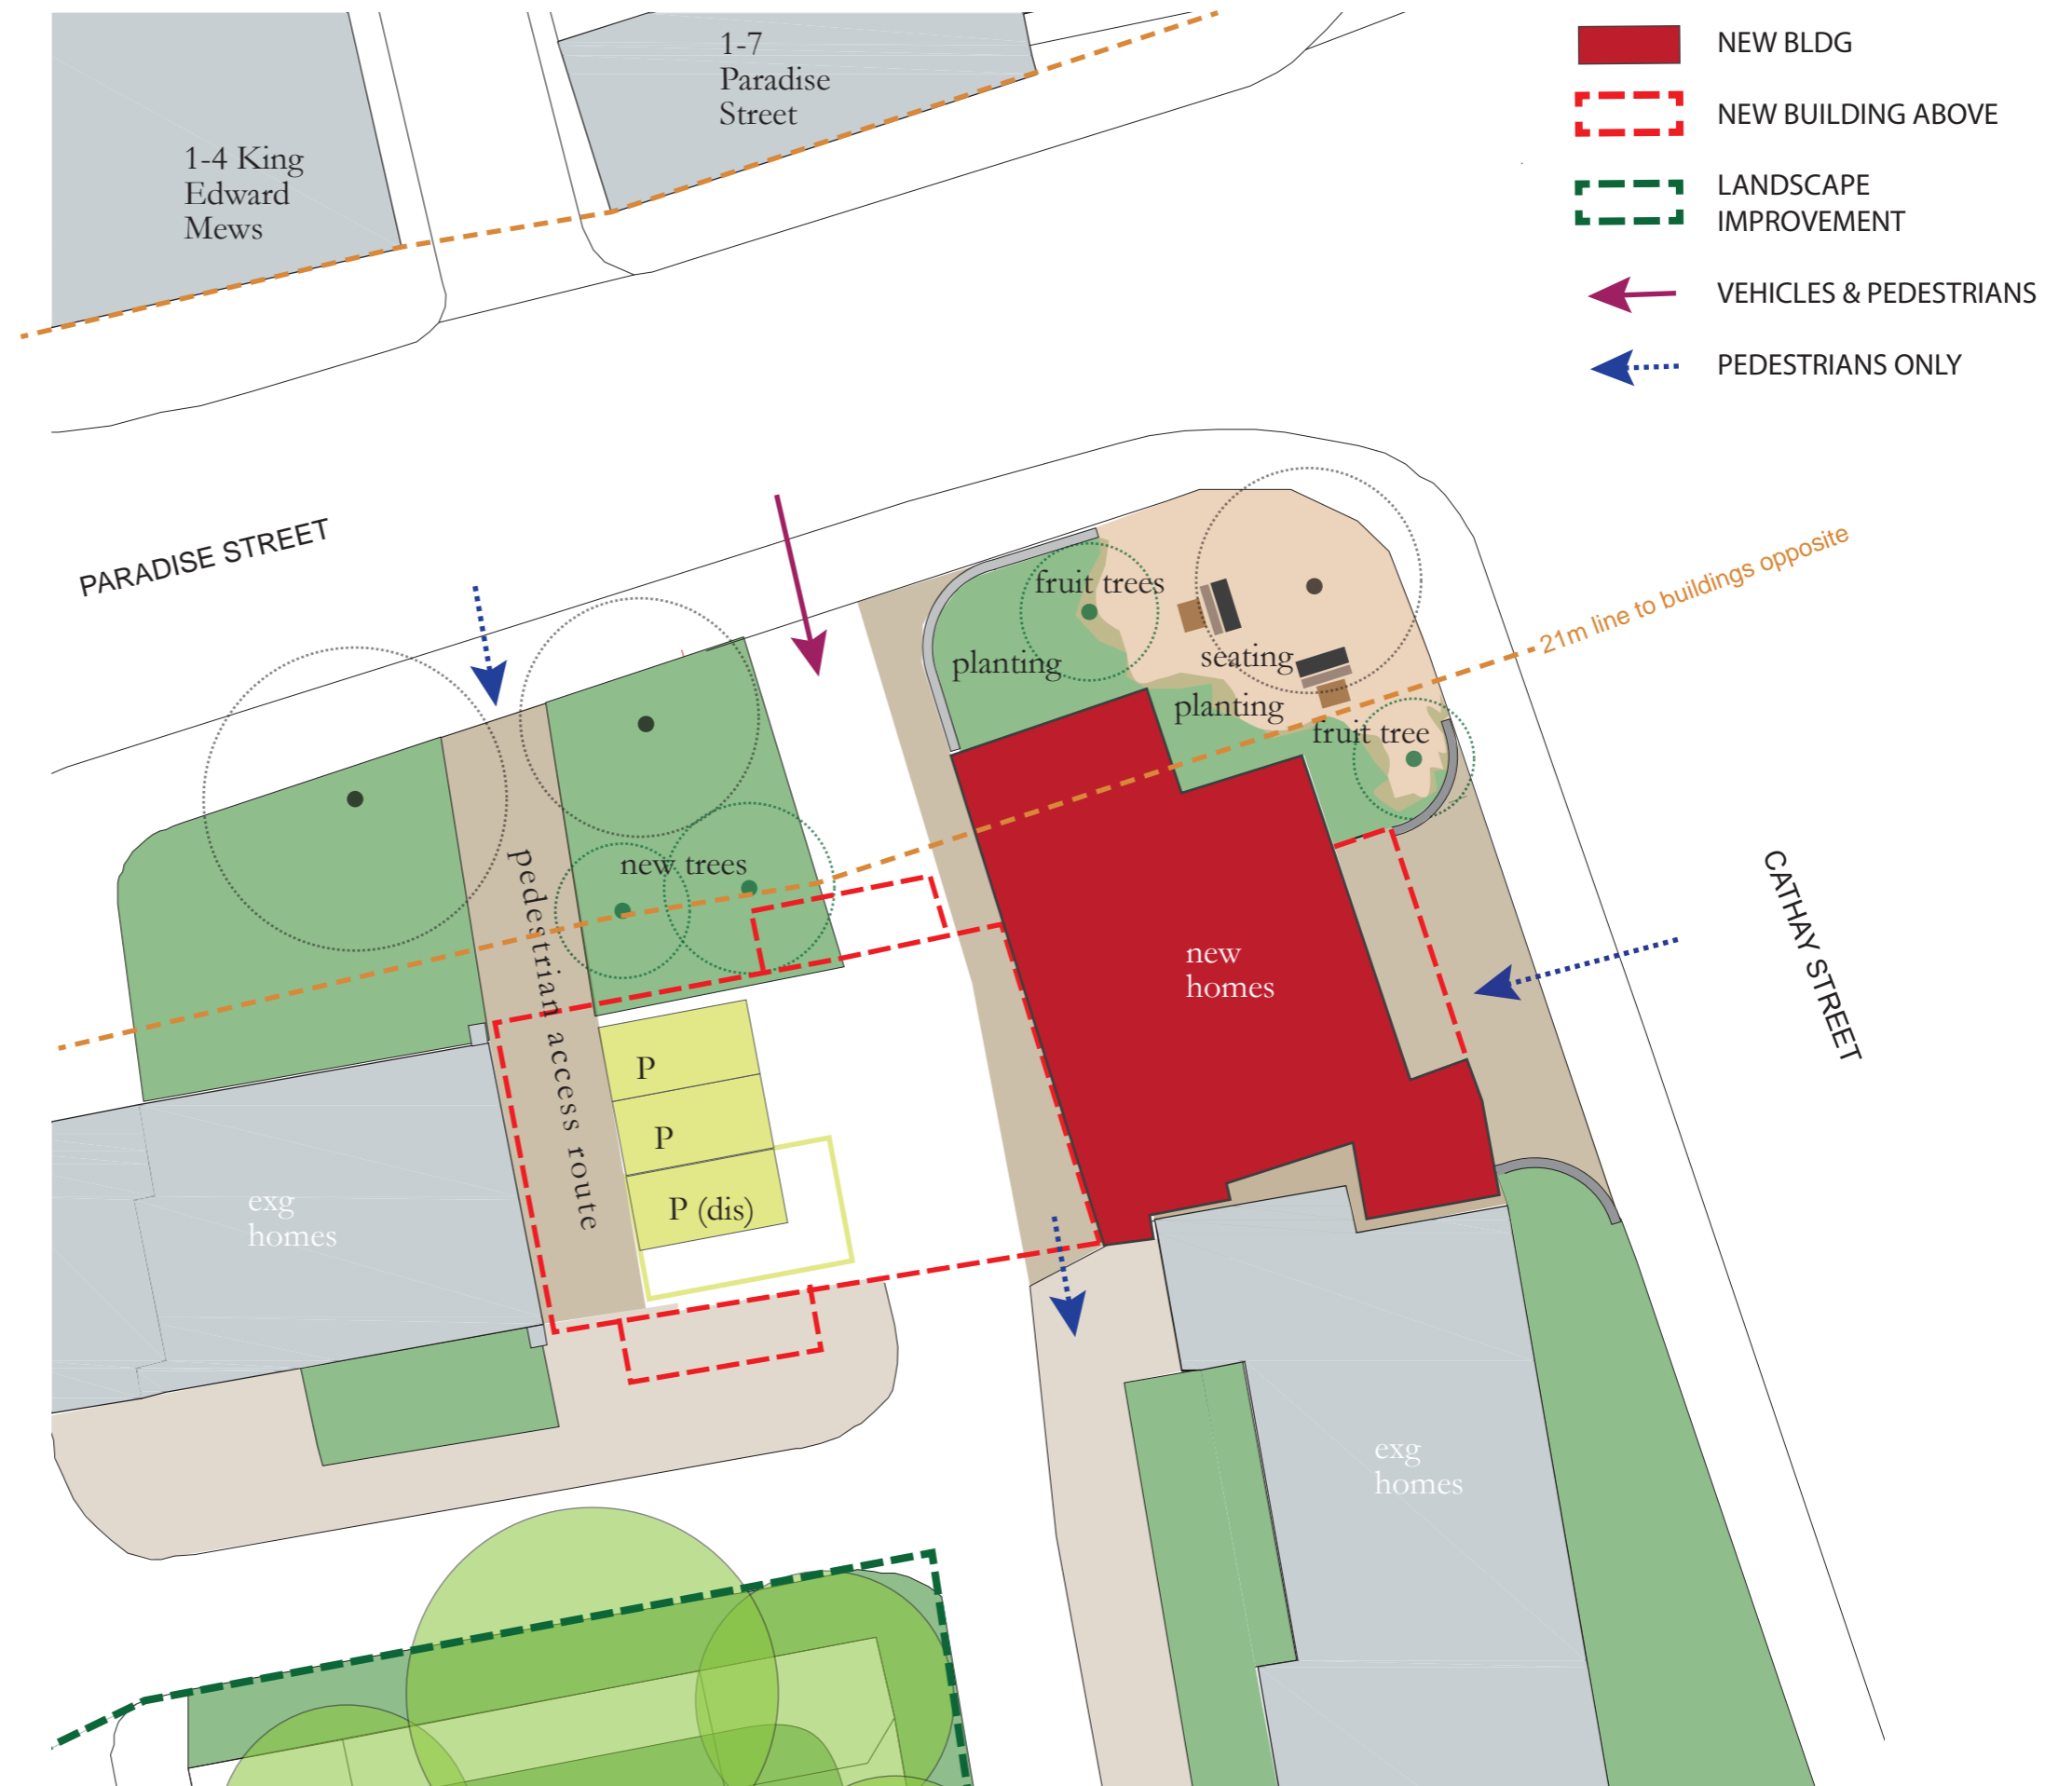 1-7
Paradise
Street
1-4 King
Edward
Mews
NEW BLDG
NEW BUILDING ABOVE
LANDSCAPE
IMPROVEMENT
VEHICLES & PEDESTRIANS
PEDESTRIANS ONLY
PARADISE STREET
21m line to buildings opposite
fruit trees
planting
seating
planting
fruit tree
new trees
pedestrian access route
CATHAY STREET
new
homes
P
P
P (dis)
exg
homes
exg
homes